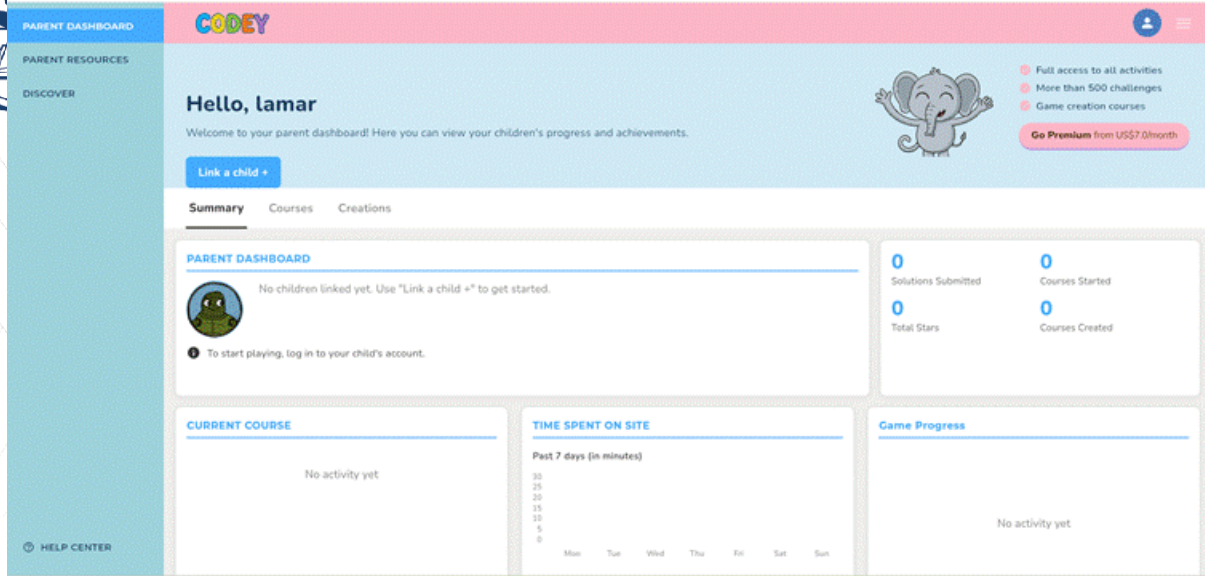 PARENT DASHBOARD
PARENT RESOURCES
DISCOVER
HELP CENTER
CODEY
Hello, lamar
Welcome to your parent dashboard! Here you can view your children's progress and achievements.
Link a child +
Full access to all activities
More than 500 challenges
Game creation courses
Go Premium from US$7.0/month
Summary Courses Creations
PARENT DASHBOARD
No children linked yet. Use "Link a child +" to get started.
To start playing, log in to your child's account.
0 0
Solutions Submitted Courses Started
0 0
Total Stars Courses Created
CURRENT COURSE
No activity yet
TIME SPENT ON SITE
Past 7 days (in minutes)
30
25
20
15
10
5
0
Mon Tue Wed Thu Fri Sat Sun
Game Progress
No activity yet